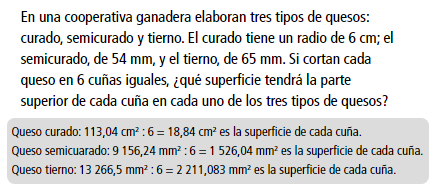 En una cooperativa ganadera elaboran tres tipos de quesos:
curado, semicurado y tierno. El curado tiene un radio de 6 cm; el
semicurado, de 54 mm, y el tierno, de 65 mm. Si cortan cada
queso en 6 cuñas iguales, ¿qué superficie tendrá la parte
superior de cada cuña en cada uno de los tres tipos de quesos?
Queso curado: 113,04 cm² : 6 = 18,84 cm² es la superficie de cada cuña.
Queso semicuarado: 9 156,24 mm² : 6 = 1 526,04 mm² es la superficie de cada cuña.
Queso tierno: 13 266,5 mm² : 6 = 2 211,083 mm² es la superficie de cada cuña.